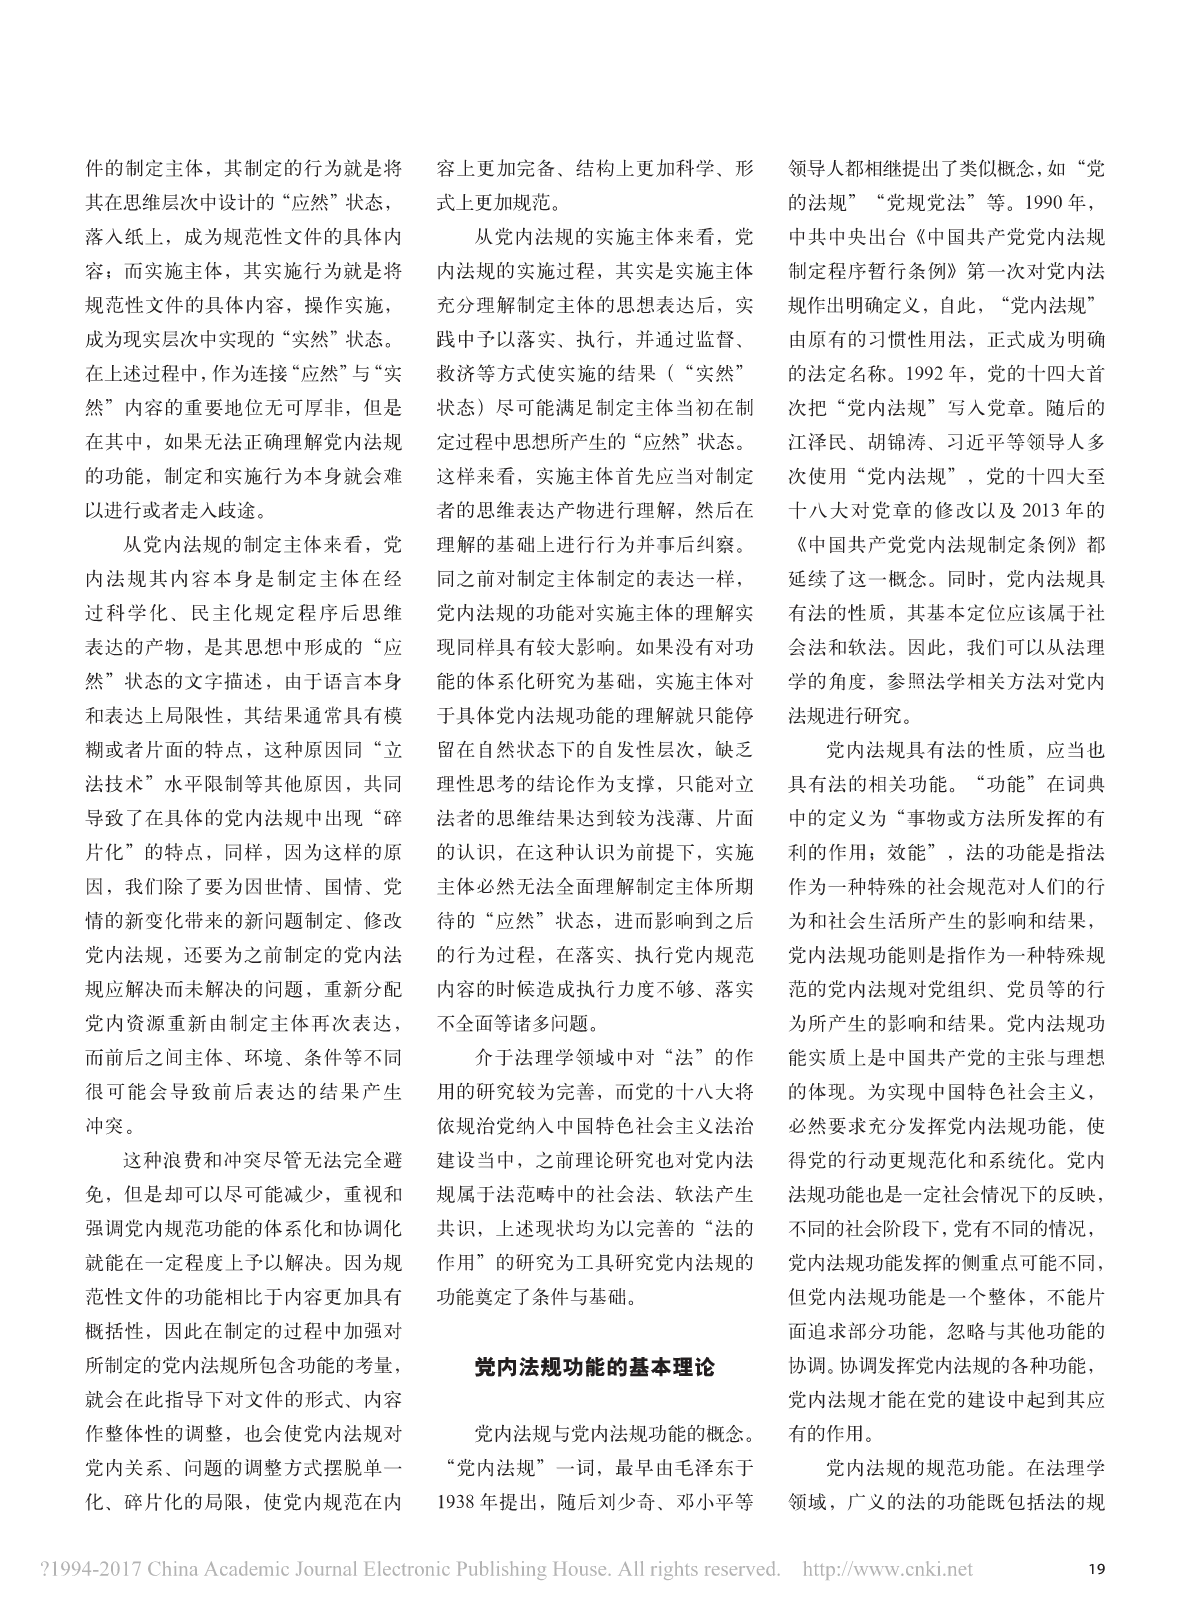 件的制定主体，其制定的行为就是将
其在思维层次中设计的“应然”状态，
落入纸上，成为规范性文件的具体内
容；而实施主体，其实施行为就是将
规范性文件的具体内容，操作实施，
成为现实层次中实现的“实然”状态。
在上述过程中，作为连接“应然”与“实
然”内容的重要地位无可厚非，但是
在其中，如果无法正确理解党内法规
的功能，制定和实施行为本身就会难
以进行或者走入歧途。
从党内法规的制定主体来看，党
内法规其内容本身是制定主体在经
过科学化、民主化规定程序后思维
表达的产物，是其思想中形成的“应
然”状态的文字描述，由于语言本身
和表达上局限性，其结果通常具有模
糊或者片面的特点，这种原因同“立
法技术”水平限制等其他原因，共同
导致了在具体的党内法规中出现“碎
片化”的特点，同样，因为这样的原
因，我们除了要为因世情、国情、党
情的新变化带来的新问题制定、修改
党内法规，还要为之前制定的党内法
规应解决而未解决的问题，重新分配
党内资源重新由制定主体再次表达，
而前后之间主体、环境、条件等不同
很可能会导致前后表达的结果产生
冲突。
这种浪费和冲突尽管无法完全避
免，但是却可以尽可能减少，重视和
强调党内规范功能的体系化和协调化
就能在一定程度上予以解决。因为规
范性文件的功能相比于内容更加具有
概括性，因此在制定的过程中加强对
所制定的党内法规所包含功能的考量，
就会在此指导下对文件的形式、内容
作整体性的调整，也会使党内法规对
党内关系、问题的调整方式摆脱单一
化、碎片化的局限，使党内规范在内
容上更加完备、结构上更加科学、形
式上更加规范。
从党内法规的实施主体来看，党
内法规的实施过程，其实是实施主体
充分理解制定主体的思想表达后，实
践中予以落实、执行，并通过监督、
救济等方式使实施的结果（“实然”
状态）尽可能满足制定主体当初在制
定过程中思想所产生的“应然”状态。
这样来看，实施主体首先应当对制定
者的思维表达产物进行理解，然后在
理解的基础上进行行为并事后纠察。
同之前对制定主体制定的表达一样，
党内法规的功能对实施主体的理解实
现同样具有较大影响。如果没有对功
能的体系化研究为基础，实施主体对
于具体党内法规功能的理解就只能停
留在自然状态下的自发性层次，缺乏
理性思考的结论作为支撑，只能对立
法者的思维结果达到较为浅薄、片面
的认识，在这种认识为前提下，实施
主体必然无法全面理解制定主体所期
待的“应然”状态，进而影响到之后
的行为过程，在落实、执行党内规范
内容的时候造成执行力度不够、落实
不全面等诸多问题。
介于法理学领域中对“法”的作
用的研究较为完善，而党的十八大将
依规治党纳入中国特色社会主义法治
建设当中，之前理论研究也对党内法
规属于法范畴中的社会法、软法产生
共识，上述现状均为以完善的“法的
作用”的研究为工具研究党内法规的
功能奠定了条件与基础。
党内法规功能的基本理论
党内法规与党内法规功能的概念。
“党内法规”一词，最早由毛泽东于
1938 年提出，随后刘少奇、邓小平等
领导人都相继提出了类似概念，如“党
的法规”“党规党法”等。1990 年，
中共中央出台《中国共产党党内法规
制定程序暂行条例》第一次对党内法
规作出明确定义，自此，“党内法规”
由原有的习惯性用法，正式成为明确
的法定名称。1992 年，党的十四大首
次把“党内法规”写入党章。随后的
江泽民、胡锦涛、习近平等领导人多
次使用“党内法规”，党的十四大至
十八大对党章的修改以及 2013 年的
《中国共产党党内法规制定条例》都
延续了这一概念。同时，党内法规具
有法的性质，其基本定位应该属于社
会法和软法。因此，我们可以从法理
学的角度，参照法学相关方法对党内
法规进行研究。
党内法规具有法的性质，应当也
具有法的相关功能。“功能”在词典
中的定义为“事物或方法所发挥的有
利的作用；效能”，法的功能是指法
作为一种特殊的社会规范对人们的行
为和社会生活所产生的影响和结果，
党内法规功能则是指作为一种特殊规
范的党内法规对党组织、党员等的行
为所产生的影响和结果。党内法规功
能实质上是中国共产党的主张与理想
的体现。为实现中国特色社会主义，
必然要求充分发挥党内法规功能，使
得党的行动更规范化和系统化。党内
法规功能也是一定社会情况下的反映，
不同的社会阶段下，党有不同的情况，
党内法规功能发挥的侧重点可能不同，
但党内法规功能是一个整体，不能片
面追求部分功能，忽略与其他功能的
协调。协调发挥党内法规的各种功能，
党内法规才能在党的建设中起到其应
有的作用。
党内法规的规范功能。在法理学
领域，广义的法的功能既包括法的规
?1994-2017 China Academic Journal Electronic Publishing House. All rights reserved. http://www.cnki.net
19